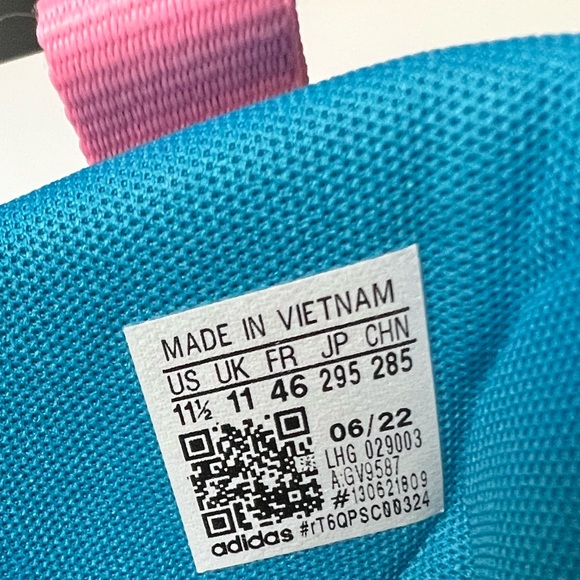 MADE IN VIETNAM
US UK FR JP CHN
11½ 11 46 295 285
06/22
LHG 029003
A:GV9587
#130621809
adidas #rT6QPSC00324